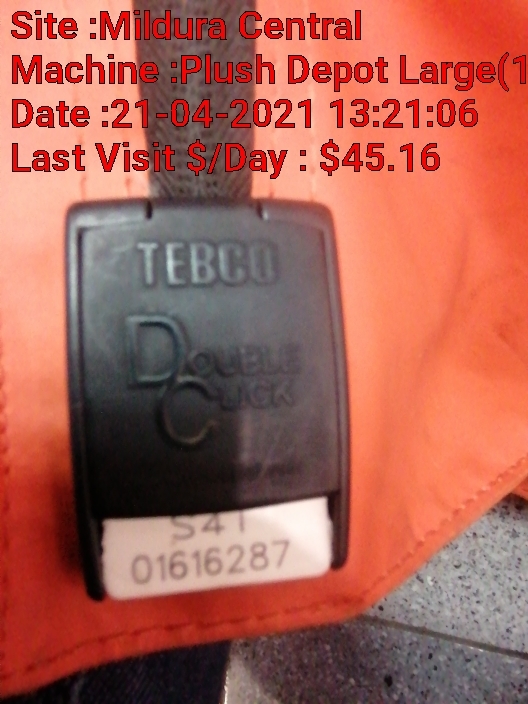 Site :Mildura Central
Machine :Plush Depot Large(1
Date :21-04-2021 13:21:06
Last Visit $/Day : $45.16
TEBCO
DOUBLE
CLICK
S41
01616287